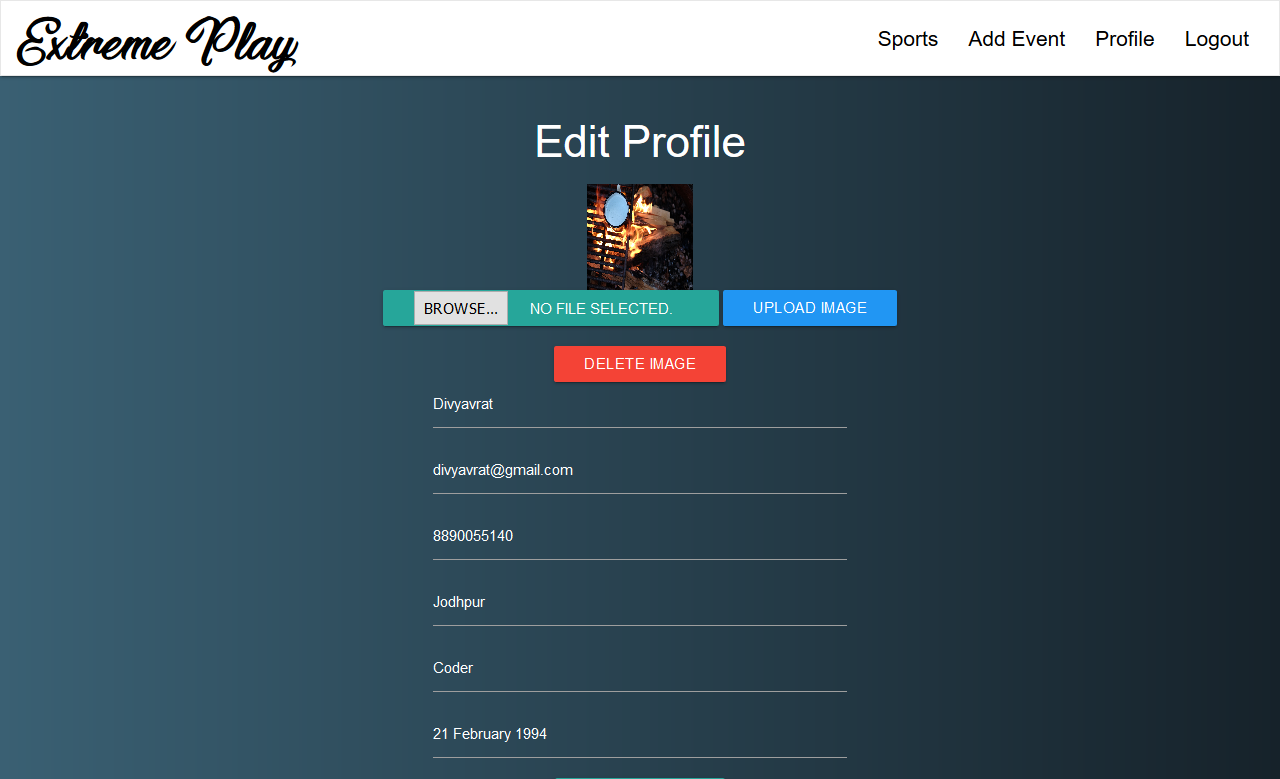 Extreme Play
Sports Add Event Profile Logout
Edit Profile
BROWSE... NO FILE SELECTED. UPLOAD IMAGE
DELETE IMAGE
Divyavrat
divyavrat@gmail.com
8890055140
Jodhpur
Coder
21 February 1994